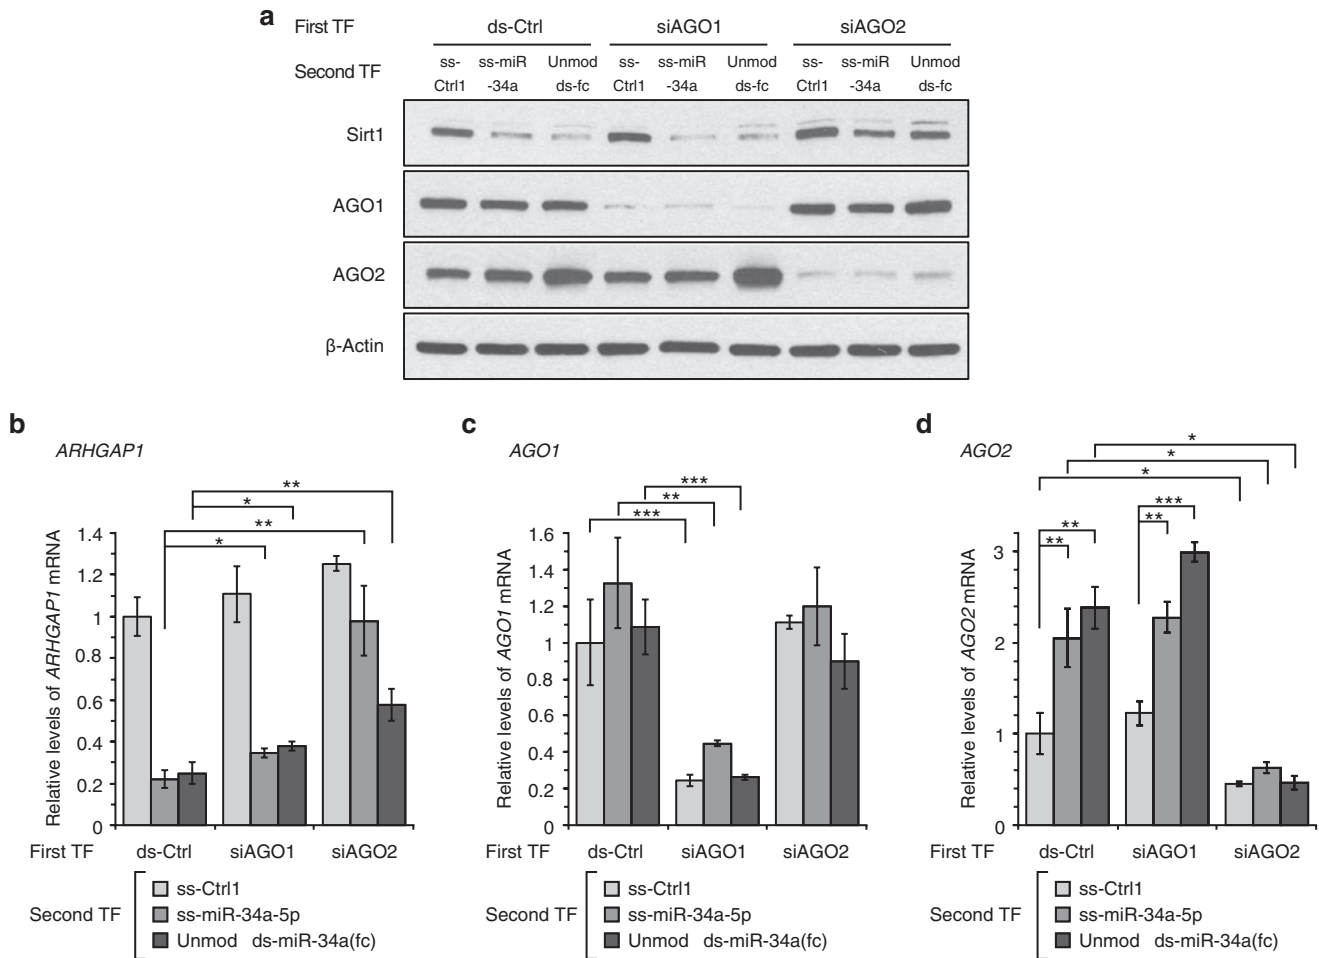 a
First TF ds-Ctrl siAGO1 siAGO2
Second TF ss-Ctrl1 ss-miR-34a Unmod ds-fc ss-Ctrl1 ss-miR-34a Unmod ds-fc ss-Ctrl1 ss-miR-34a Unmod ds-fc
Sirt1
AGO1
AGO2
β-Actin
b
ARHGAP1
** 
*
**
*
Relative levels of ARHGAP1 mRNA
1.4
1.2
1
0.8
0.6
0.4
0.2
0
First TF ds-Ctrl siAGO1 siAGO2
Second TF
ss-Ctrl1
ss-miR-34a-5p
Unmod ds-miR-34a(fc)
c
AGO1
***
**
***
Relative levels of AGO1 mRNA
1.6
1.4
1.2
1
0.8
0.6
0.4
0.2
0
First TF ds-Ctrl siAGO1 siAGO2
Second TF
ss-Ctrl1
ss-miR-34a-5p
Unmod ds-miR-34a(fc)
d
AGO2
*
*
*
***
**
**
**
Relative levels of AGO2 mRNA
3
2
1
0
First TF ds-Ctrl siAGO1 siAGO2
Second TF
ss-Ctrl1
ss-miR-34a-5p
Unmod ds-miR-34a(fc)